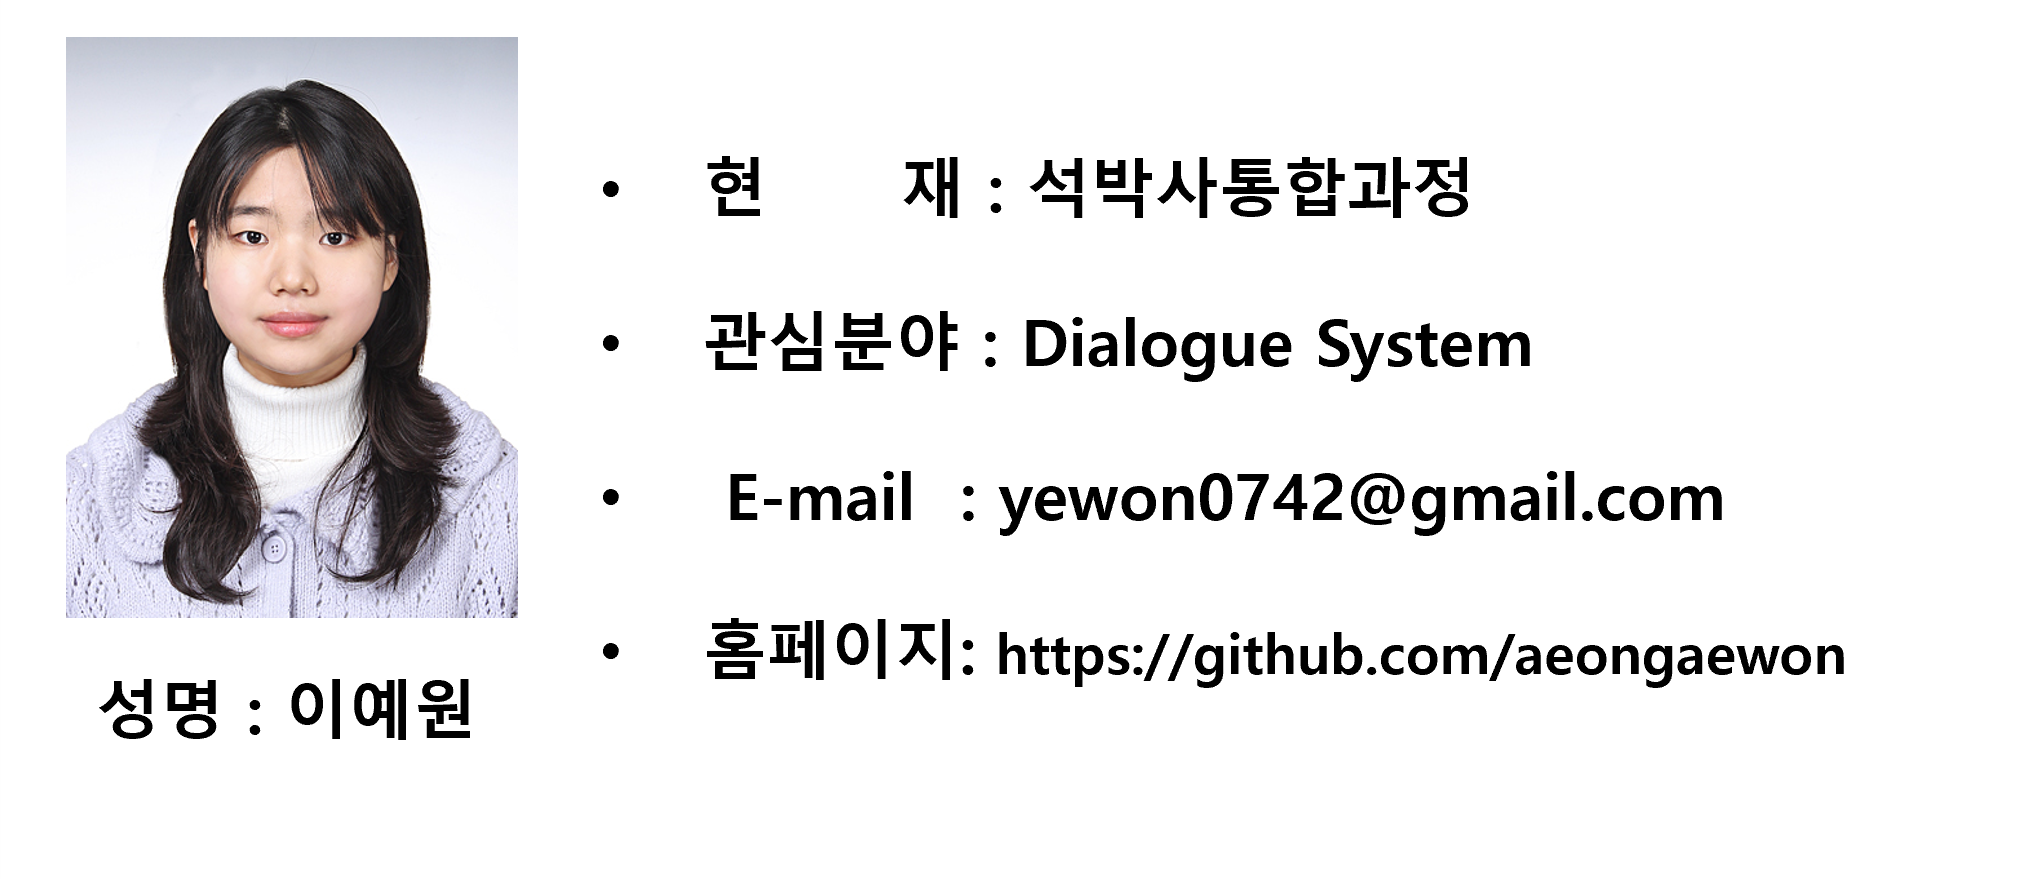 • 현 재 : 석박사통합과정
• 관심분야 : Dialogue System
• E-mail : yewon0742@gmail.com
• 홈페이지: https://github.com/aeongaewon
성명 : 이예원